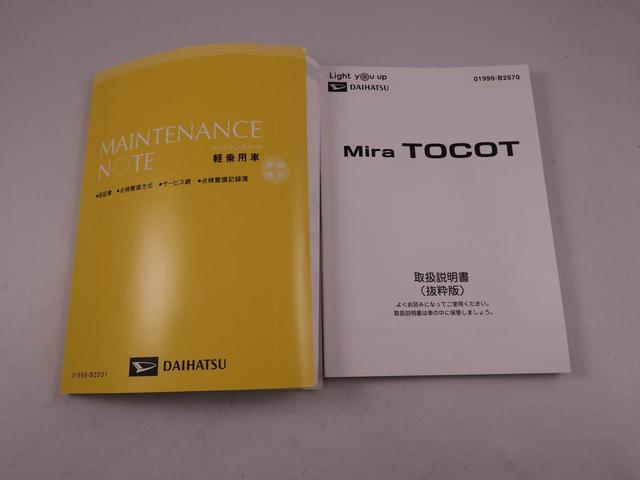 MAINTENANCE
NOTE
メンテナンスノート
軽乗用車
•保証書 •点検整備方式 •サービス網 •点検整備記録簿
DAIHATSU
01999-B2031
Light you up
DAIHATSU
01999-B2570
Mira TOCOT
取扱説明書
（抜粋版）
よくお読みになってご使用ください。
取扱説明書は車の中に保管しましょう。